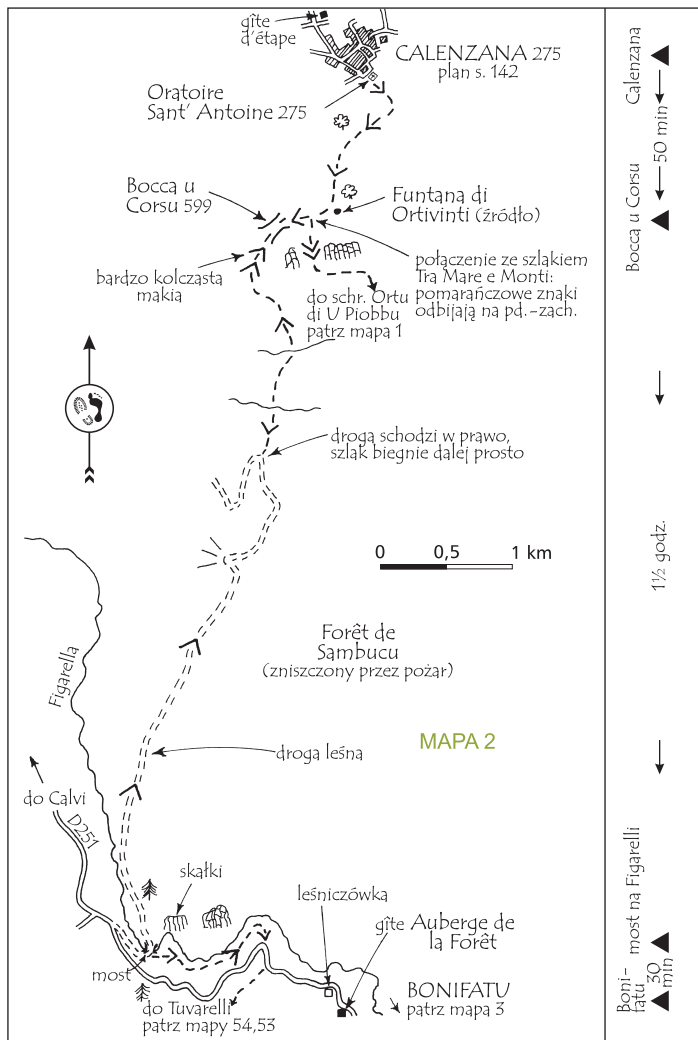 gîte
d'étape
CALENZANA 275
plan s. 142
Oratoire
Sant' Antoine 275
Bocca u
Corsu 599
Funtana di
Ortivinti (źródło)
bardzo kolczasta
makia
połączenie ze szlakiem
Tra Mare e Monti:
pomarańczowe znaki
odbijają na pd.-zach.
do schr. Ortu
di U Piobbu
patrz mapa 1
droga schodzi w prawo,
szlak biegnie dalej prosto
0 0,5 1 km
Figarella
Forêt de
Sambucu
(zniszczony przez pożar)
MAPA 2
droga leśna
do Calvi
D251
skałki
leśniczówka
gîte Auberge de
la Forêt
most
BONIFATU
patrz mapa 3
do Tuvarelli
patrz mapy 54,53
Calenzana
50 min
Bocca u Corsu
1½ godz.
most na Figarelli
30
min
Boni-
fatu